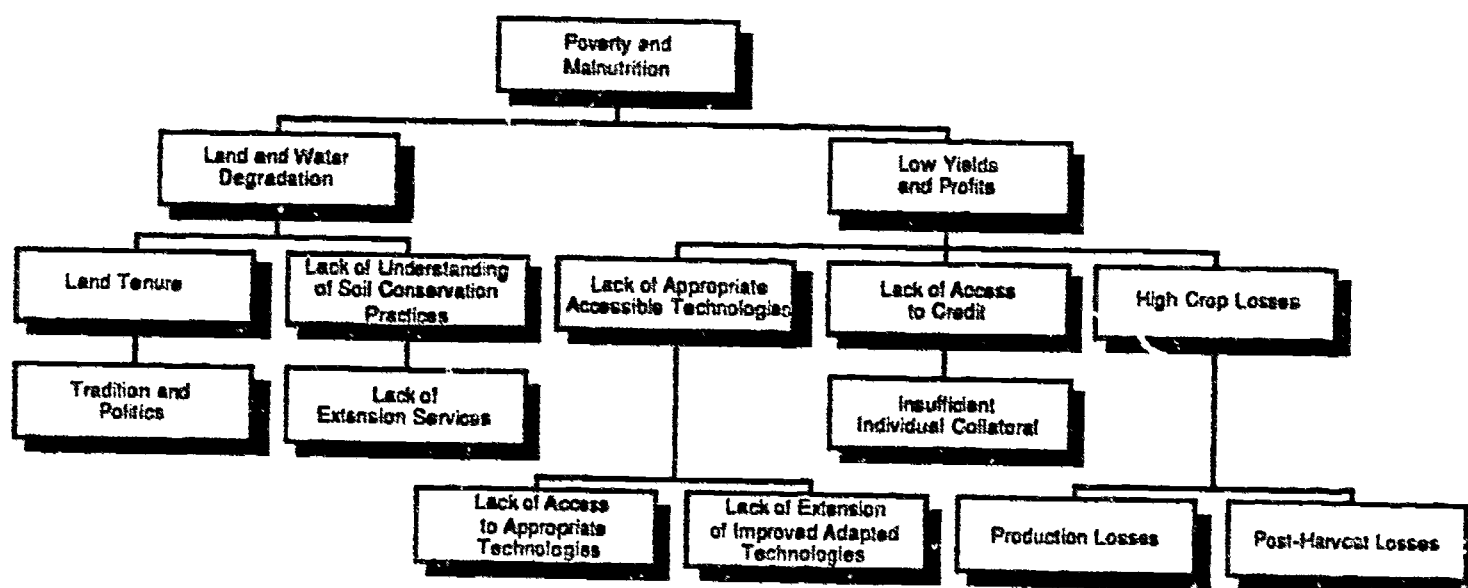 Poverty and
Malnutrition
Land and Water
Degradation
Low Yields
and Profits
Land Tenure
Lack of Understanding
of Soil Conservation
Practices
Lack of Appropriate
Accessible Technologies
Lack of Access
to Credit
High Crop Losses
Tradition and
Politics
Lack of
Extension Services
Insufficient
Individual Collateral
Lack of Access
to Appropriate
Technologies
Lack of Extension
of Improved Adapted
Technologies
Production Losses
Post-Harvest Losses